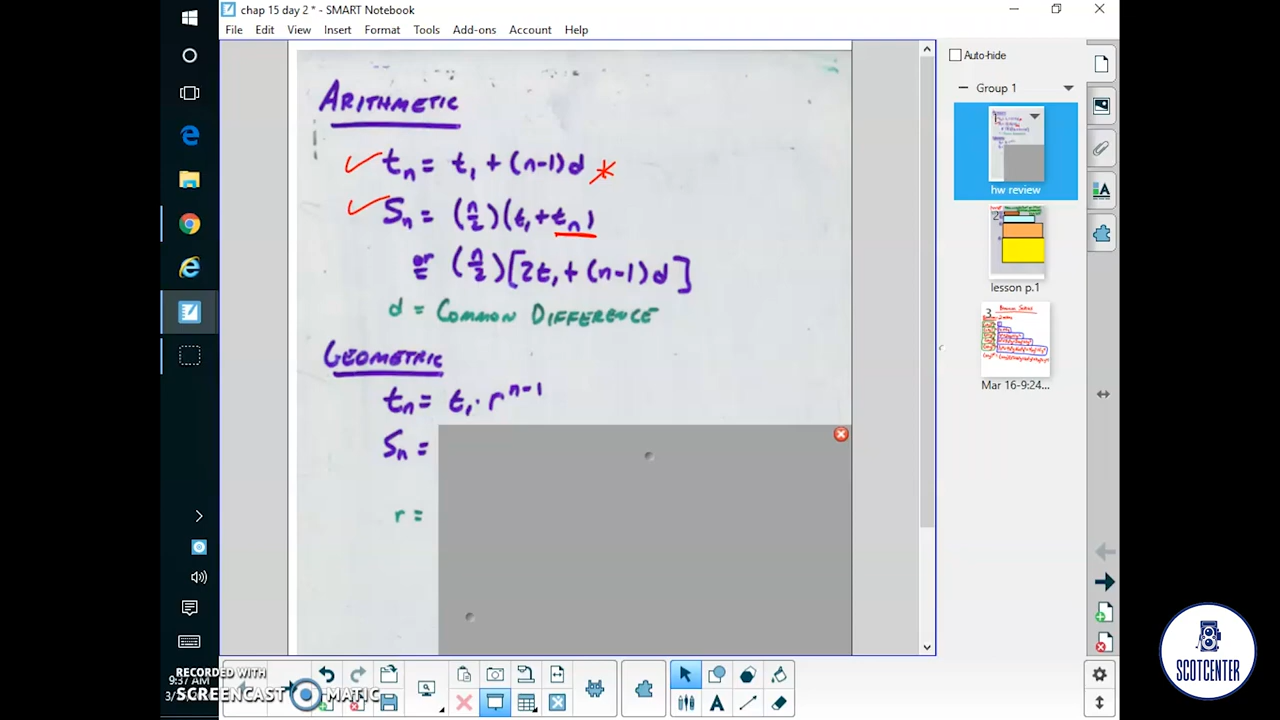 chap 15 day 2 * - SMART Notebook
File Edit View Insert Format Tools Add-ons Account Help
Auto-hide
Group 1
ARITHMETIC
tn = t1 + (n-1)d *
Sn = (n/2)(t1 + tn)
or (n/2)[2t1 + (n-1)d]
d = COMMON DIFFERENCE
GEOMETRIC
tn = t1 · r^n-1
Sn =
r =
hw review
2
lesson p.1
3
Mar 16-9:24...
RECORDED WITH
SCREENCAST MATIC
SCOTCENTER